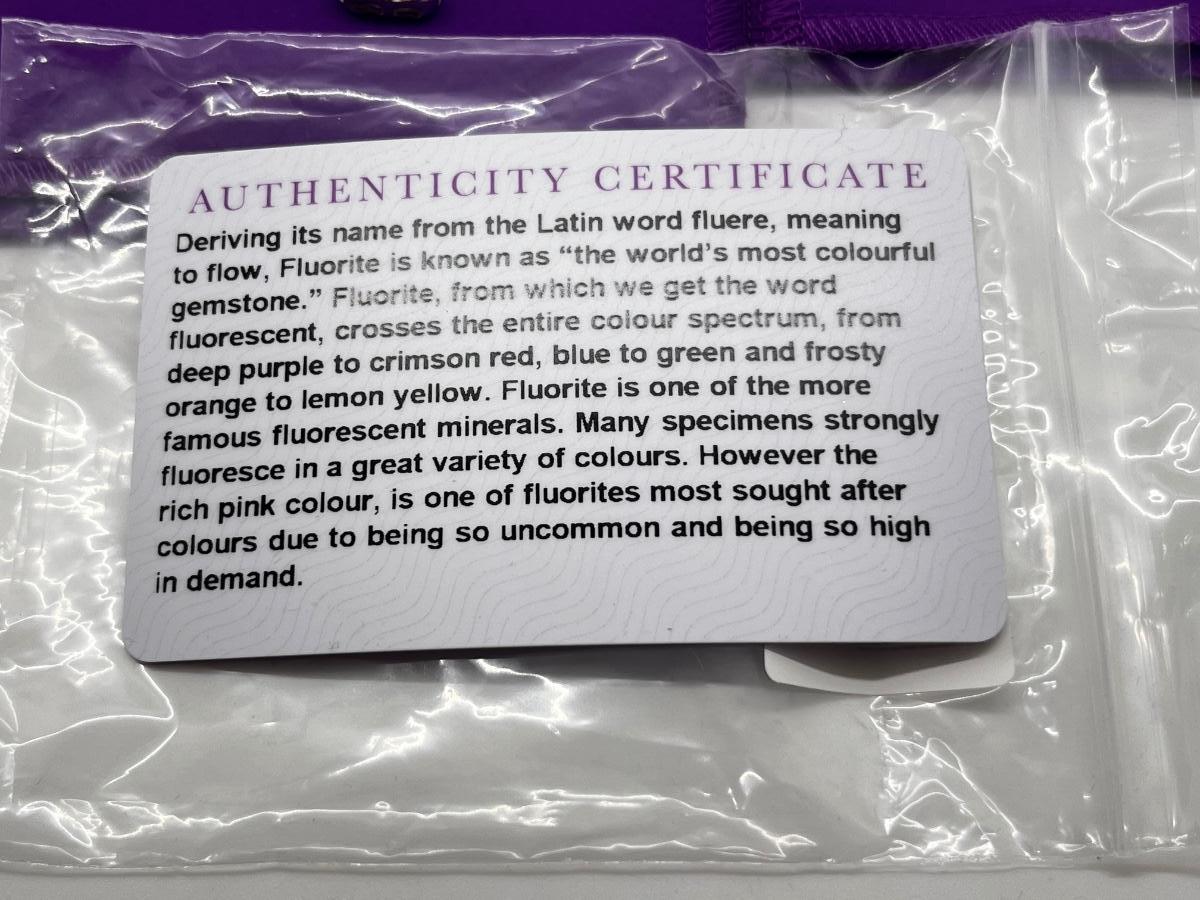 AUTHENTICITY CERTIFICATE
Deriving its name from the Latin word fluere, meaning
to flow, Fluorite is known as “the world’s most colourful
gemstone.” Fluorite, from which we get the word
fluorescent, crosses the entire colour spectrum, from
deep purple to crimson red, blue to green and frosty
orange to lemon yellow. Fluorite is one of the more
famous fluorescent minerals. Many specimens strongly
fluoresce in a great variety of colours. However the
rich pink colour, is one of fluorites most sought after
colours due to being so uncommon and being so high
in demand.